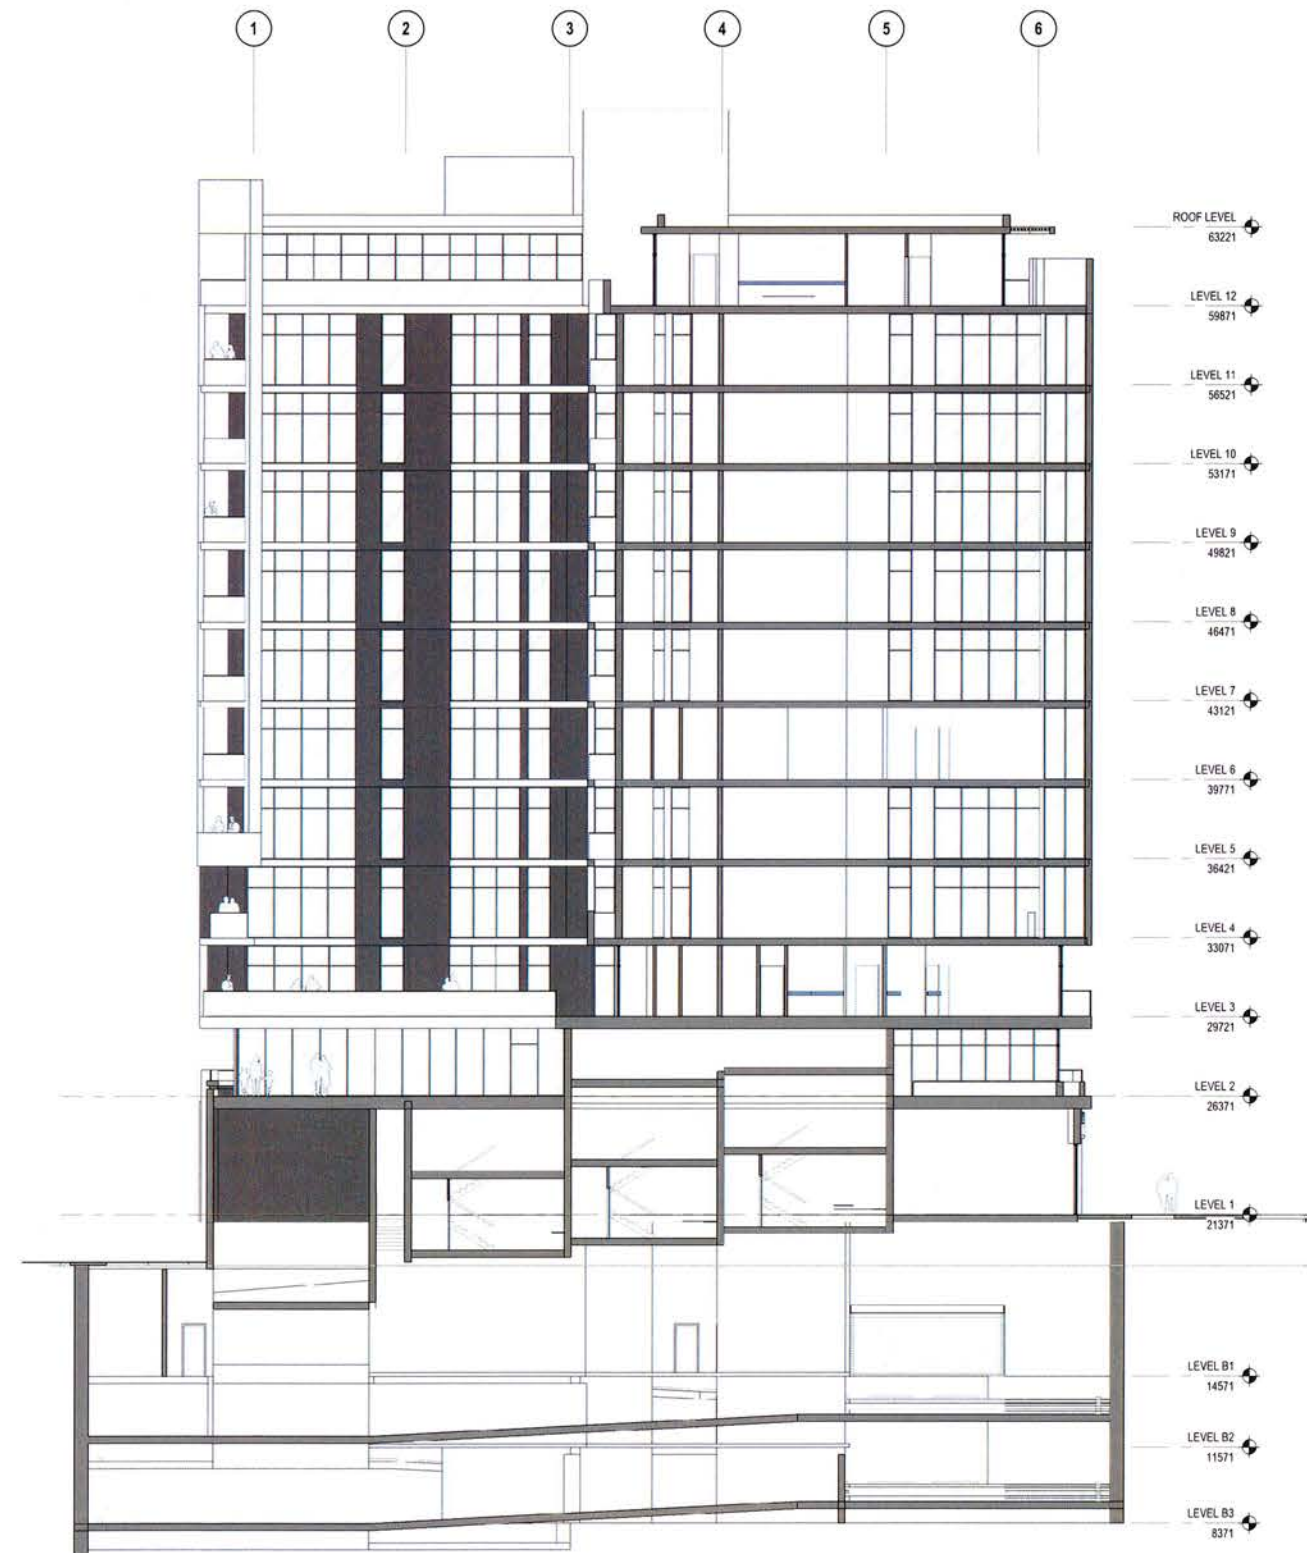 1 2 3 4 5 6
ROOF LEVEL
63221
LEVEL 12
59871
LEVEL 11
56521
LEVEL 10
53171
LEVEL 9
49821
LEVEL 8
46471
LEVEL 7
43121
LEVEL 6
39771
LEVEL 5
36421
LEVEL 4
33071
LEVEL 3
29721
LEVEL 2
26371
LEVEL 1
21371
LEVEL B1
14571
LEVEL B2
11571
LEVEL B3
8371